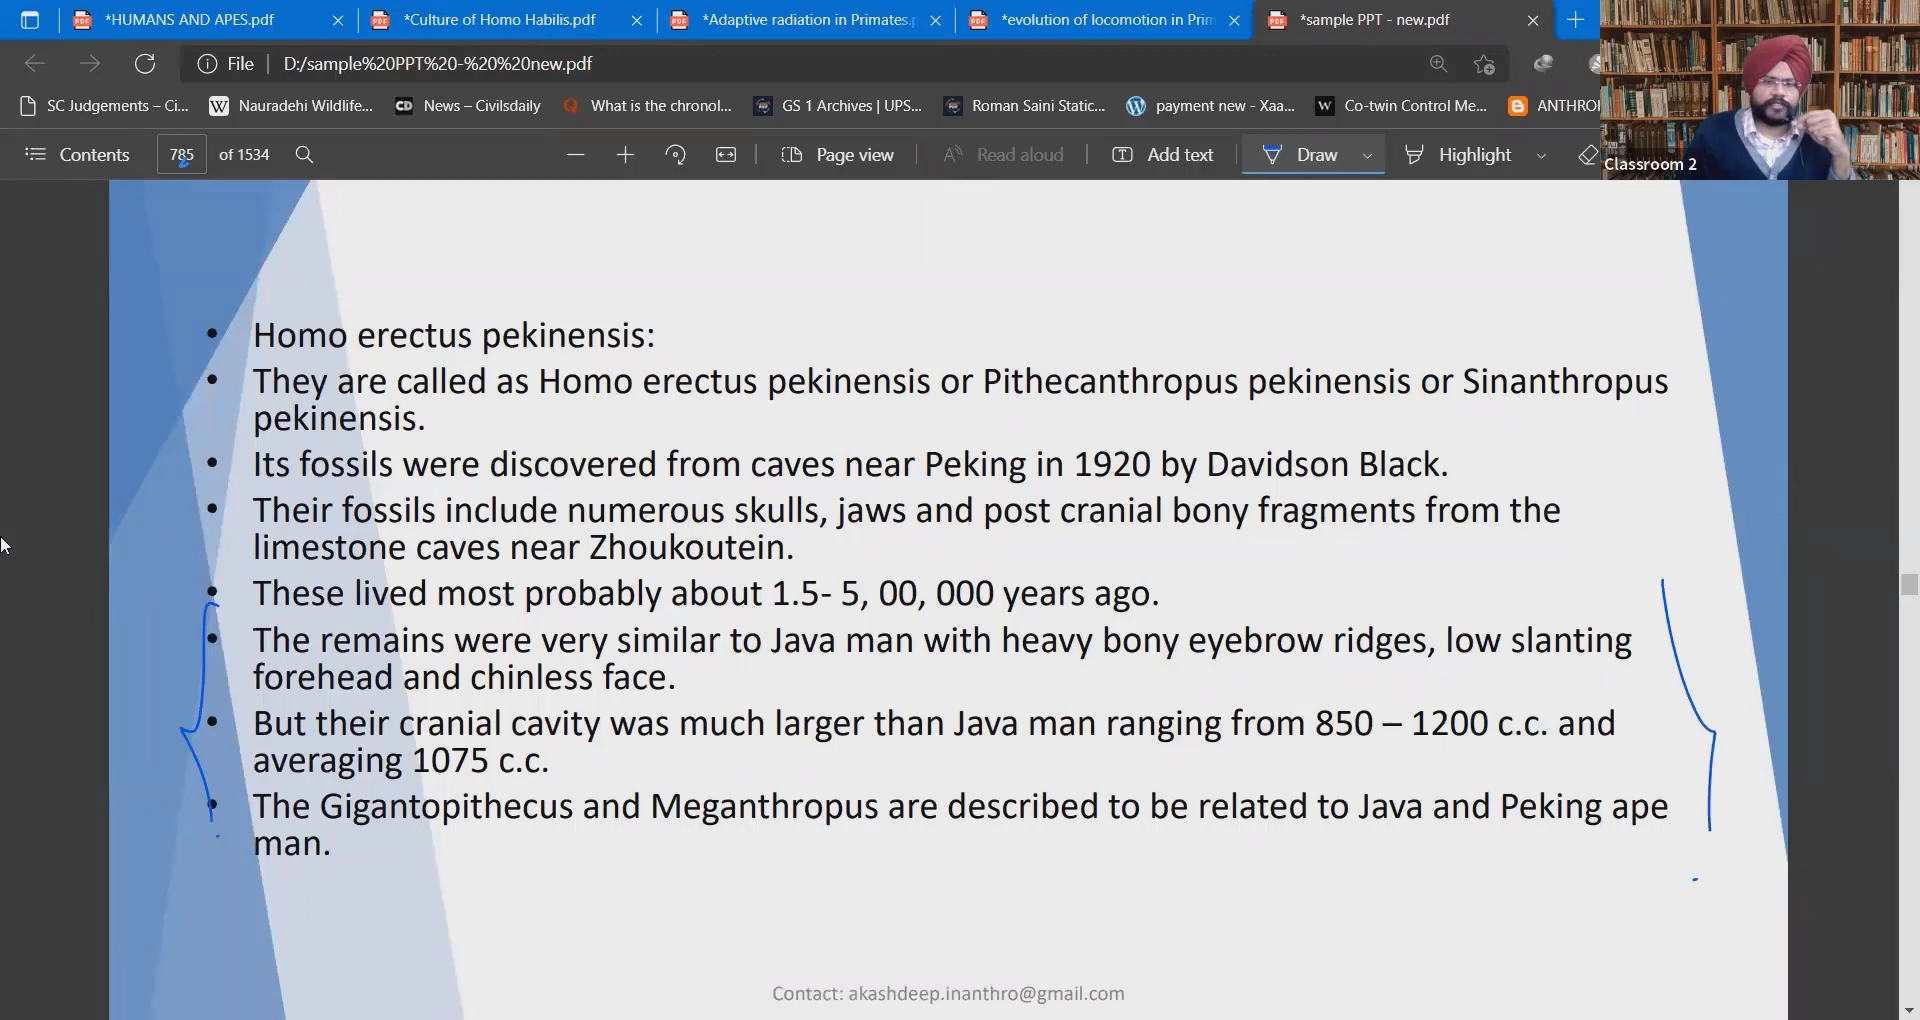 *HUMANS AND APES.pdf
*Culture of Homo Habilis.pdf
*Adaptive radiation in Primates.p
*evolution of locomotion in Prim
*sample PPT - new.pdf
File
D:/sample%20PPT%20-%20%20new.pdf
SC Judgements – Ci...
Nauradehi Wildlife...
CD
News – Civilsdaily
What is the chronol...
GS 1 Archives | UPS...
Roman Saini Static...
payment new - Xaa...
Co-twin Control Me...
ANTHRO
Contents
785
of 1534
Page view
Read aloud
Add text
Draw
Highlight
Classroom 2
• Homo erectus pekinensis:
• They are called as Homo erectus pekinensis or Pithecanthropus pekinensis or Sinanthropus
pekinensis.
• Its fossils were discovered from caves near Peking in 1920 by Davidson Black.
• Their fossils include numerous skulls, jaws and post cranial bony fragments from the
limestone caves near Zhoukoutein.
• These lived most probably about 1.5- 5, 00, 000 years ago.
• The remains were very similar to Java man with heavy bony eyebrow ridges, low slanting
forehead and chinless face.
• But their cranial cavity was much larger than Java man ranging from 850 – 1200 c.c. and
averaging 1075 c.c.
• The Gigantopithecus and Meganthropus are described to be related to Java and Peking ape
man.
Contact: akashdeep.inanthro@gmail.com